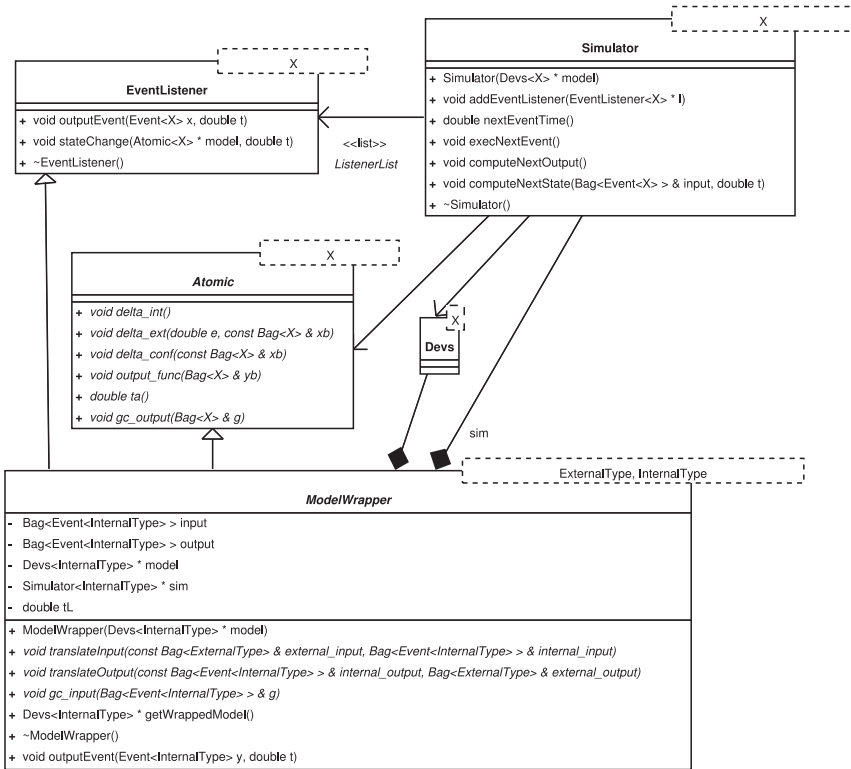 X
Simulator
+ Simulator(Devs<X> * model)
+ void addEventListener(EventListener<X> * l)
+ double nextEventTime()
+ void execNextEvent()
+ void computeNextOutput()
+ void computeNextState(Bag<Event<X> > & input, double t)
+ ~Simulator()
X
EventListener
+ void outputEvent(Event<X> x, double t)
+ void stateChange(Atomic<X> * model, double t)
+ ~EventListener()
<<list>>
ListenerList
X
Atomic
+ void delta_int()
+ void delta_ext(double e, const Bag<X> & xb)
+ void delta_conf(const Bag<X> & xb)
+ void output_func(Bag<X> & yb)
+ double ta()
+ void gc_output(Bag<X> & g)
X
Devs
sim
ExternalType, InternalType
ModelWrapper
- Bag<Event<InternalType> > input
- Bag<Event<InternalType> > output
- Devs<InternalType> * model
- Simulator<InternalType> * sim
- double tL
+ ModelWrapper(Devs<InternalType> * model)
+ void translateInput(const Bag<ExternalType> & external_input, Bag<Event<InternalType> > & internal_input)
+ void translateOutput(const Bag<Event<InternalType> > & internal_output, Bag<ExternalType> & external_output)
+ void gc_input(Bag<Event<InternalType> > & g)
+ Devs<InternalType> * getWrappedModel()
+ ~ModelWrapper()
+ void outputEvent(Event<InternalType> y, double t)